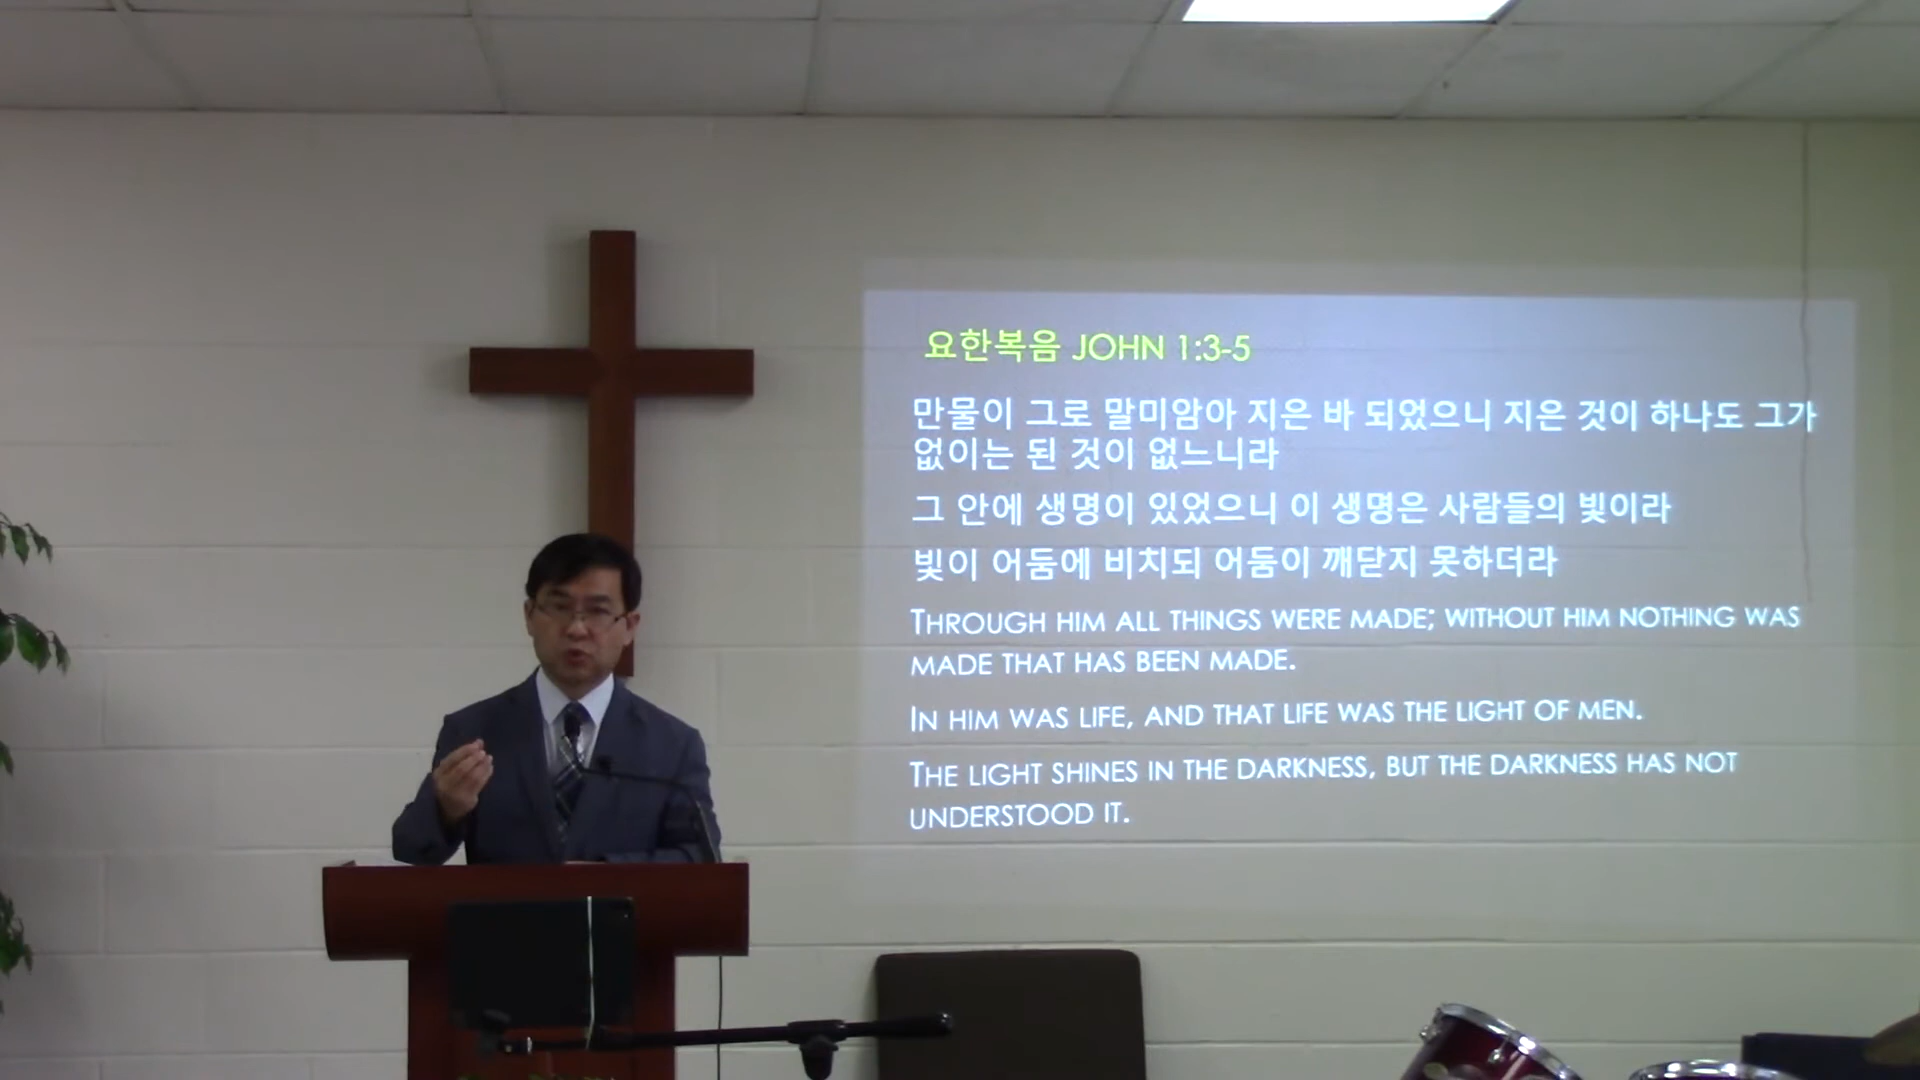 요한복음 JOHN 1:3-5
만물이 그로 말미암아 지은 바 되었으니 지은 것이 하나도 그가
없이는 된 것이 없느니라
그 안에 생명이 있었으니 이 생명은 사람들의 빛이라
빛이 어둠에 비치되 어둠이 깨닫지 못하더라
THROUGH HIM ALL THINGS WERE MADE; WITHOUT HIM NOTHING WAS
MADE THAT HAS BEEN MADE.
IN HIM WAS LIFE, AND THAT LIFE WAS THE LIGHT OF MEN.
THE LIGHT SHINES IN THE DARKNESS, BUT THE DARKNESS HAS NOT
UNDERSTOOD IT.